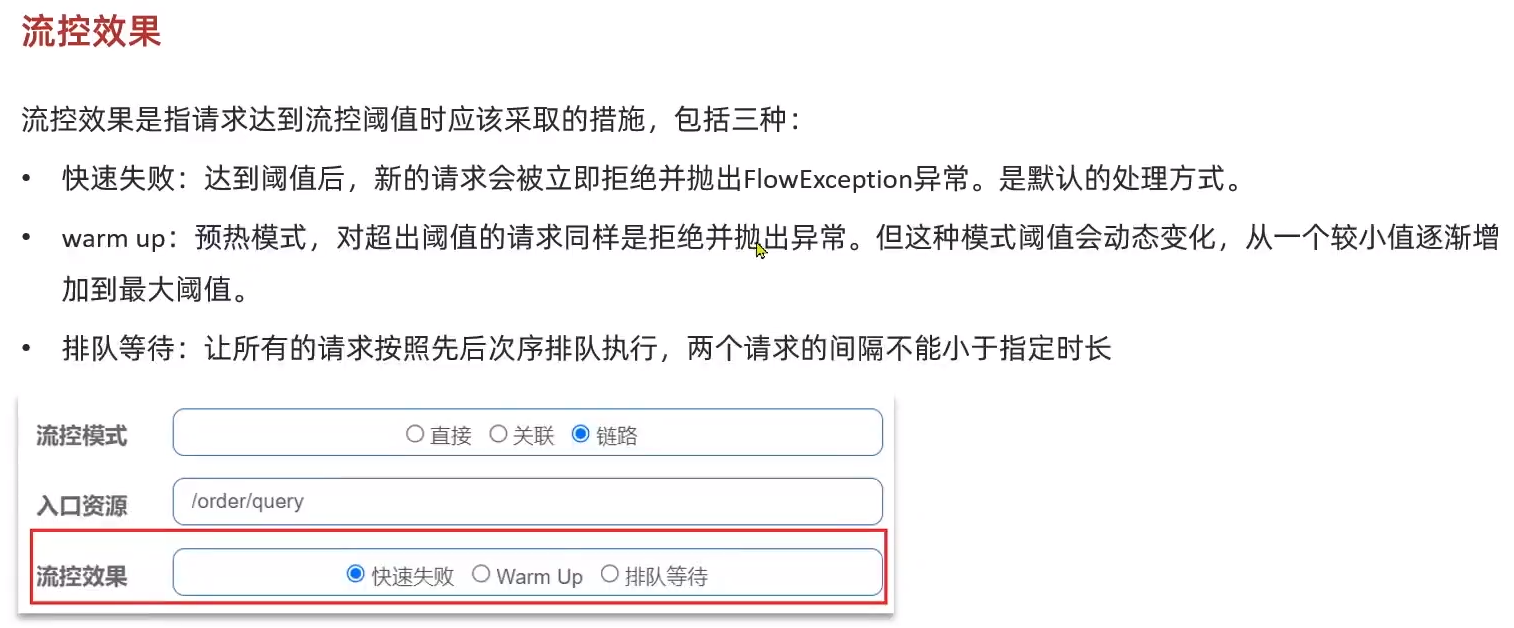 流控效果
流控效果是指请求达到流控阈值时应该采取的措施，包括三种：
• 快速失败：达到阈值后，新的请求会被立即拒绝并抛出FlowException异常。是默认的处理方式。
• warm up：预热模式，对超出阈值的请求同样是拒绝并抛出异常。但这种模式阈值会动态变化，从一个较小值逐渐增
加到最大阈值。
• 排队等待：让所有的请求按照先后次序排队执行，两个请求的间隔不能小于指定时长
流控模式 直接 关联 链路
入口资源 /order/query
流控效果 快速失败 Warm Up 排队等待